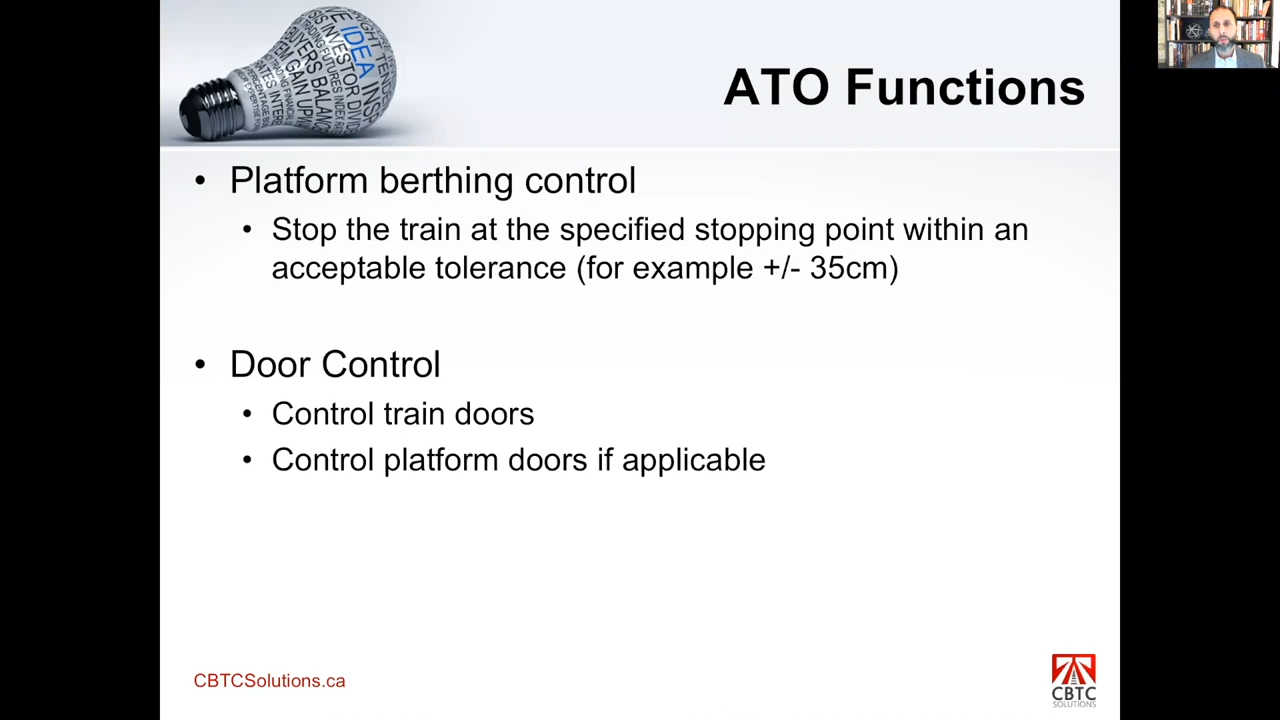 ATO Functions
• Platform berthing control
• Stop the train at the specified stopping point within an
acceptable tolerance (for example +/- 35cm)
• Door Control
• Control train doors
• Control platform doors if applicable
CBTCSolutions.ca
CBTC
SOLUTIONS
IDEA